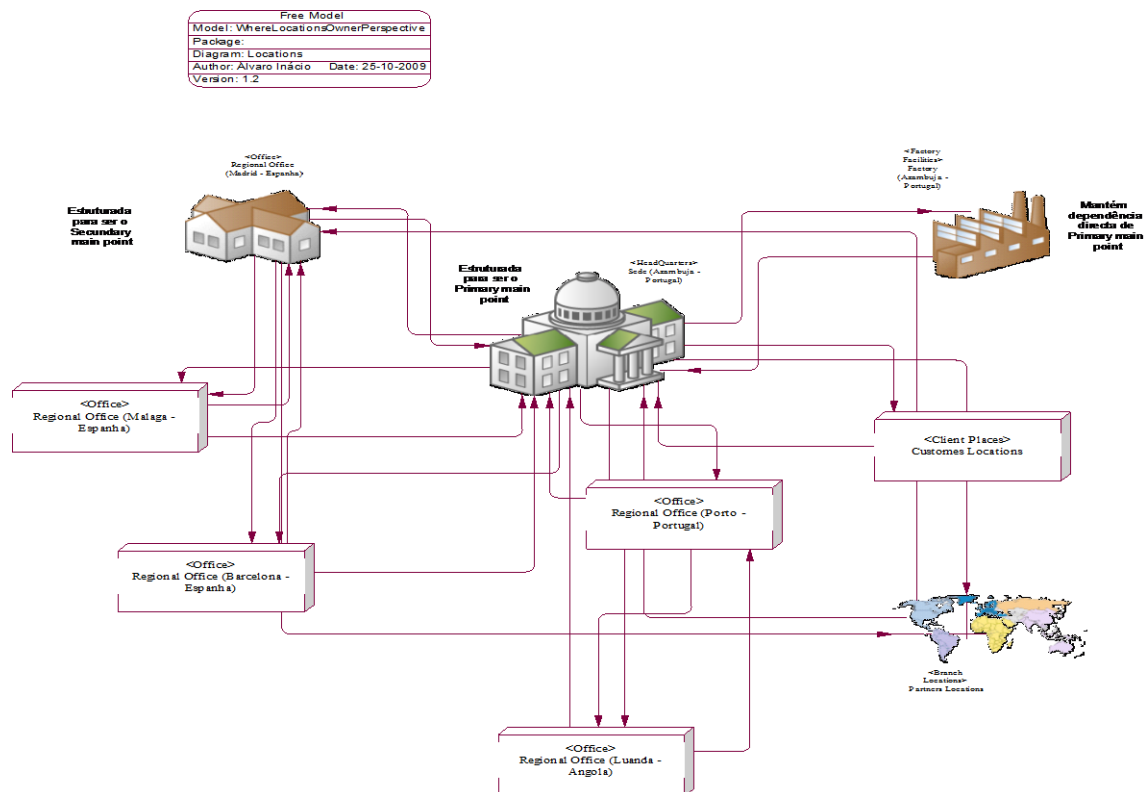 Free Model
Model: WhereLocationsOwnerPerspective
Package:
Diagram: Locations
Author: Álvaro Inácio Date: 25-10-2009
Version: 1.2
<Office>
Regional Office
(Madrid - Espanha)
Estruturada
para ser o
Secundary
main point
<Factory
Facilities>
Factory
(Azambuja -
Portugal)
Mantém
dependência
directa de
Primary main
point
Estruturada
para ser o
Primary main
point
<HeadQuarters>
Sede (Azambuja -
Portugal)
<Office>
Regional Office (Malaga -
Espanha)
<Client Places>
Customes Locations
<Office>
Regional Office (Porto -
Portugal)
<Office>
Regional Office (Barcelona -
Espanha)
<Branch
Locations>
Partners Locations
<Office>
Regional Office (Luanda -
Angola)